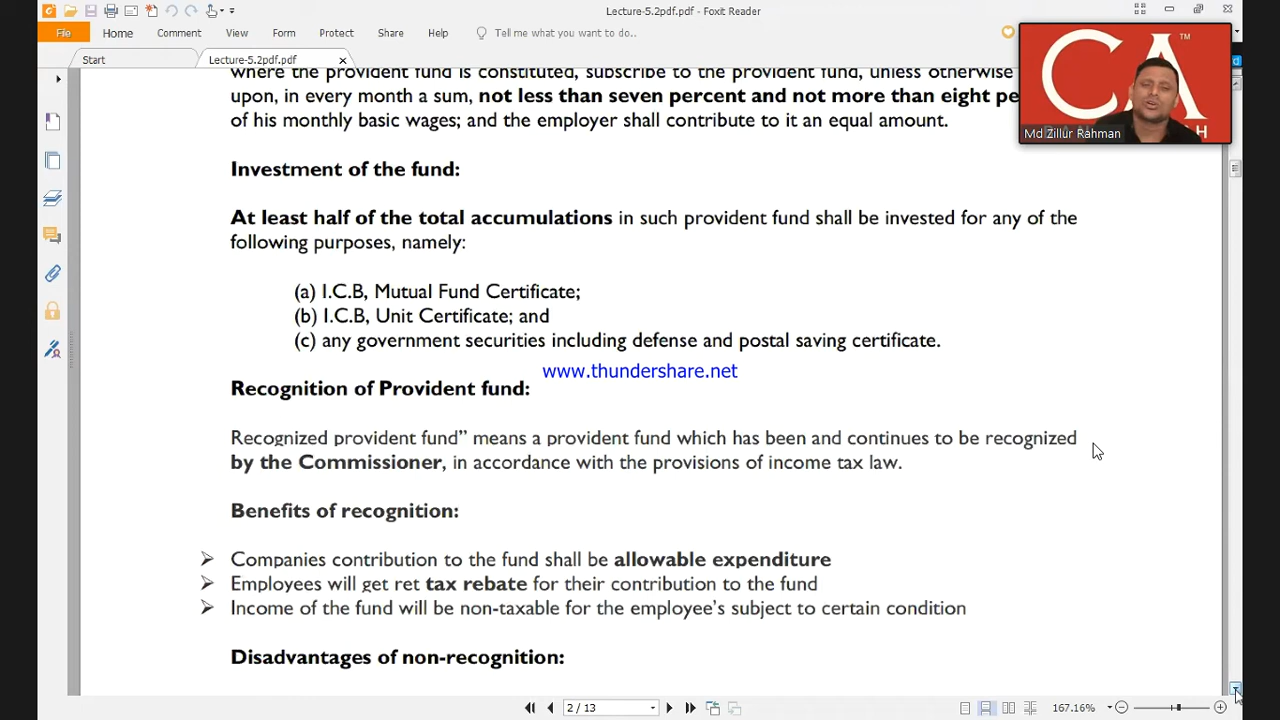 Lecture-5.2pdf.pdf - Foxit Reader
File Home Comment View Form Protect Share Help Tell me what you want to do..
Start Lecture-5.2pdf.pdf
where the provident fund is constituted, subscribe to the provident fund, unless otherwise
upon, in every month a sum, not less than seven percent and not more than eight pe
of his monthly basic wages; and the employer shall contribute to it an equal amount.
CA
TM
H
Md Zillur Rahman
Investment of the fund:
At least half of the total accumulations in such provident fund shall be invested for any of the
following purposes, namely:
(a) I.C.B, Mutual Fund Certificate;
(b) I.C.B, Unit Certificate; and
(c) any government securities including defense and postal saving certificate.
www.thundershare.net
Recognition of Provident fund:
Recognized provident fund” means a provident fund which has been and continues to be recognized
by the Commissioner, in accordance with the provisions of income tax law.
Benefits of recognition:
Companies contribution to the fund shall be allowable expenditure
Employees will get ret tax rebate for their contribution to the fund
Income of the fund will be non-taxable for the employee’s subject to certain condition
Disadvantages of non-recognition:
2 / 13
167.16%